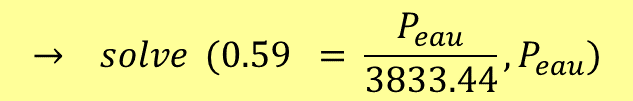 → solve (0.59 = P_eau / 3833.44, P_eau)